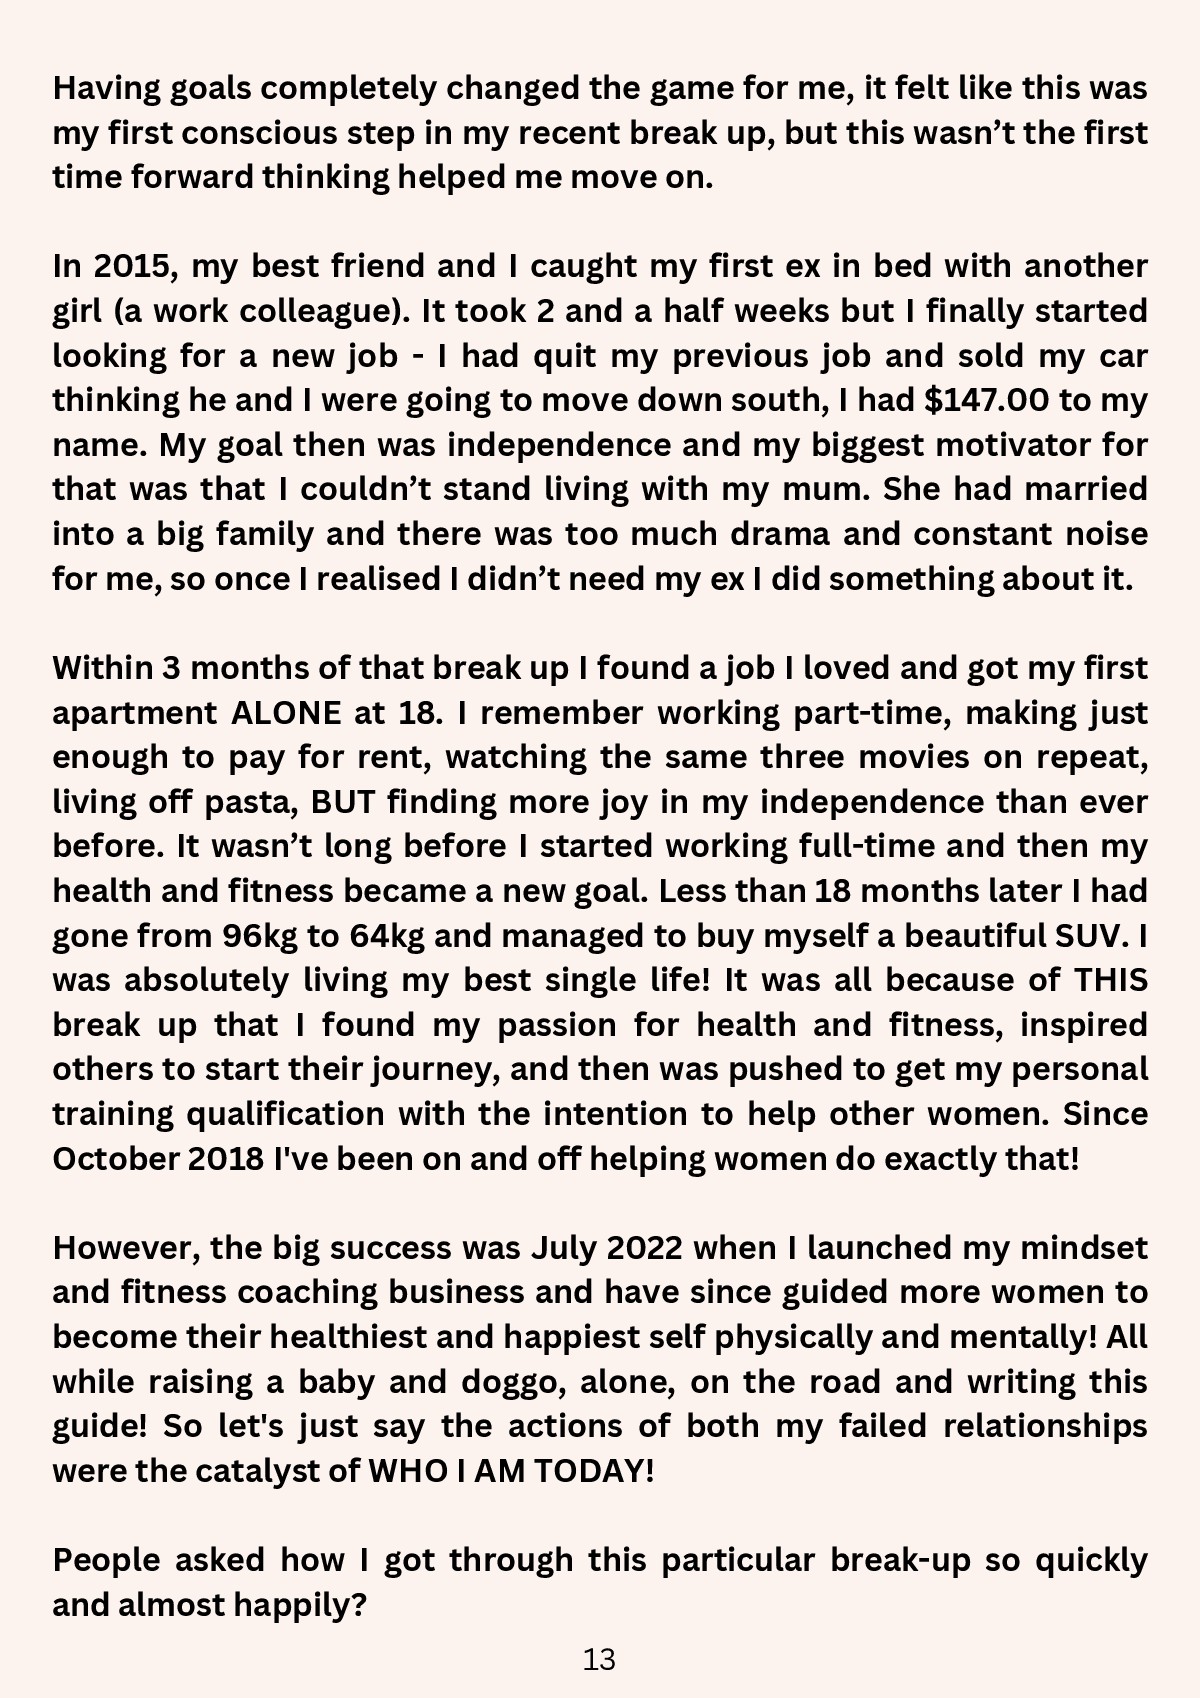 Having goals completely changed the game for me, it felt like this was
my first conscious step in my recent break up, but this wasn’t the first
time forward thinking helped me move on.
In 2015, my best friend and I caught my first ex in bed with another
girl (a work colleague). It took 2 and a half weeks but I finally started
looking for a new job - I had quit my previous job and sold my car
thinking he and I were going to move down south, I had $147.00 to my
name. My goal then was independence and my biggest motivator for
that was that I couldn’t stand living with my mum. She had married
into a big family and there was too much drama and constant noise
for me, so once I realised I didn’t need my ex I did something about it.
Within 3 months of that break up I found a job I loved and got my first
apartment ALONE at 18. I remember working part-time, making just
enough to pay for rent, watching the same three movies on repeat,
living off pasta, BUT finding more joy in my independence than ever
before. It wasn’t long before I started working full-time and then my
health and fitness became a new goal. Less than 18 months later I had
gone from 96kg to 64kg and managed to buy myself a beautiful SUV. I
was absolutely living my best single life! It was all because of THIS
break up that I found my passion for health and fitness, inspired
others to start their journey, and then was pushed to get my personal
training qualification with the intention to help other women. Since
October 2018 I've been on and off helping women do exactly that!
However, the big success was July 2022 when I launched my mindset
and fitness coaching business and have since guided more women to
become their healthiest and happiest self physically and mentally! All
while raising a baby and doggo, alone, on the road and writing this
guide! So let's just say the actions of both my failed relationships
were the catalyst of WHO I AM TODAY!
People asked how I got through this particular break-up so quickly
and almost happily?
13